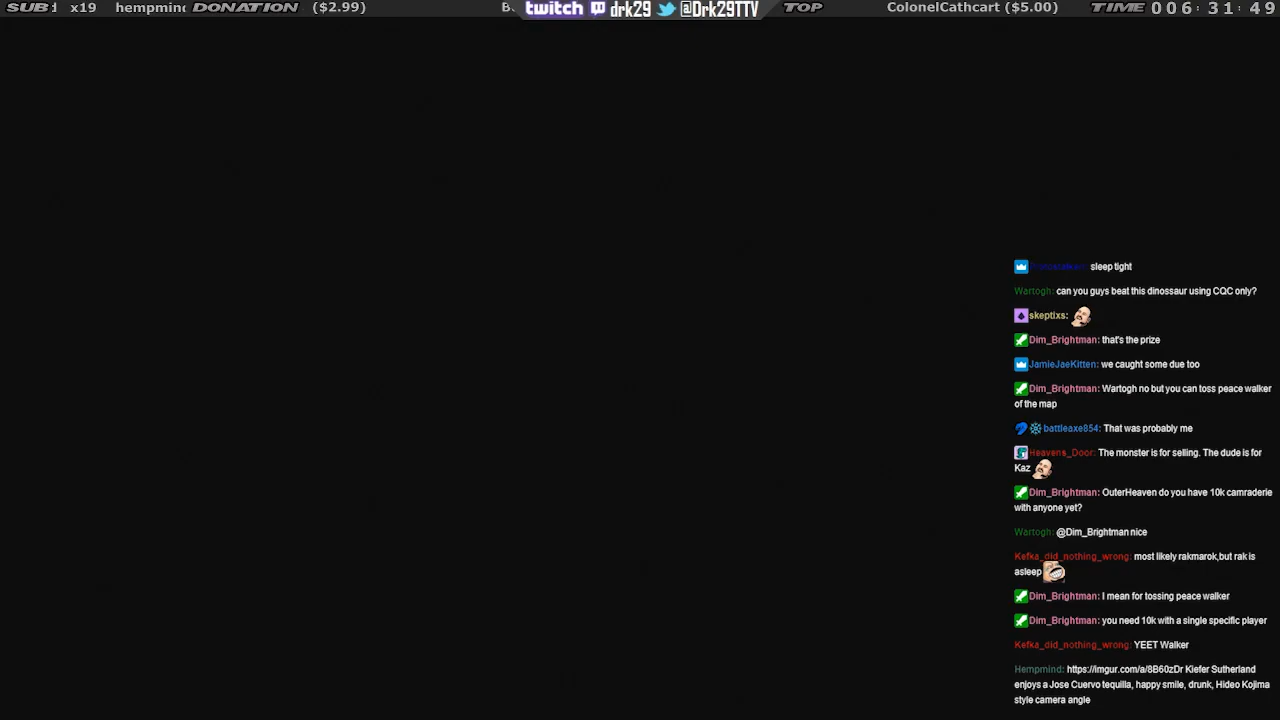 SUB: x19 hempmind DONATION ($2.99) B. twitch drk29 @Drk29TTV TOP ColonelCathcart ($5.00) TIME 006:31:49
sleep tight
Wartogh: can you guys beat this dinosaur using CQC only?
skeptixs:
Dim_Brightman: that's the prize
JamieJaeKitten: we caught some due too
Dim_Brightman: Wartogh no but you can toss peace walker
of the map
battleaxe854: That was probably me
Heavens_Door: The monster is for selling. The dude is for
Kaz
Dim_Brightman: OuterHeaven do you have 10k camraderie
with anyone yet?
Wartogh: @Dim_Brightman nice
Kefka_did_nothing_wrong: most likely rakmarok,but rak is
asleep
Dim_Brightman: I mean for tossing peace walker
Dim_Brightman: you need 10k with a single specific player
Kefka_did_nothing_wrong: YEET Walker
Hempmind: https://imgur.com/a/8B60zDr Kiefer Sutherland
enjoys a Jose Cuervo tequilla, happy smile, drunk, Hideo Kojima
style camera angle